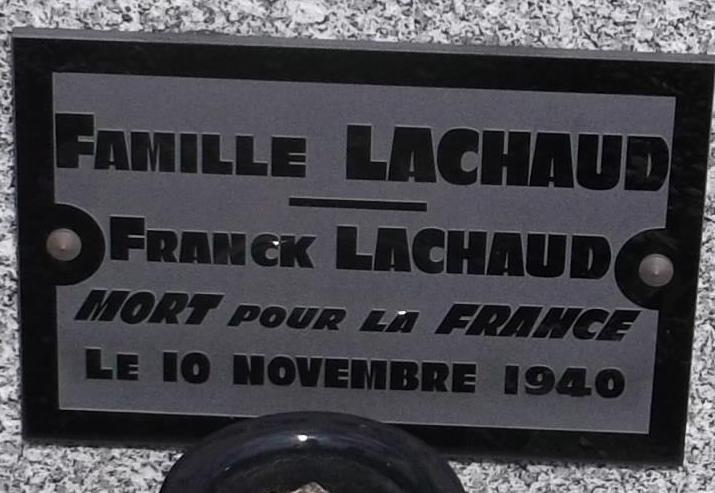 FAMILLE LACHAUD
FRANCK LACHAUD
MORT POUR LA FRANCE
LE 10 NOVEMBRE 1940